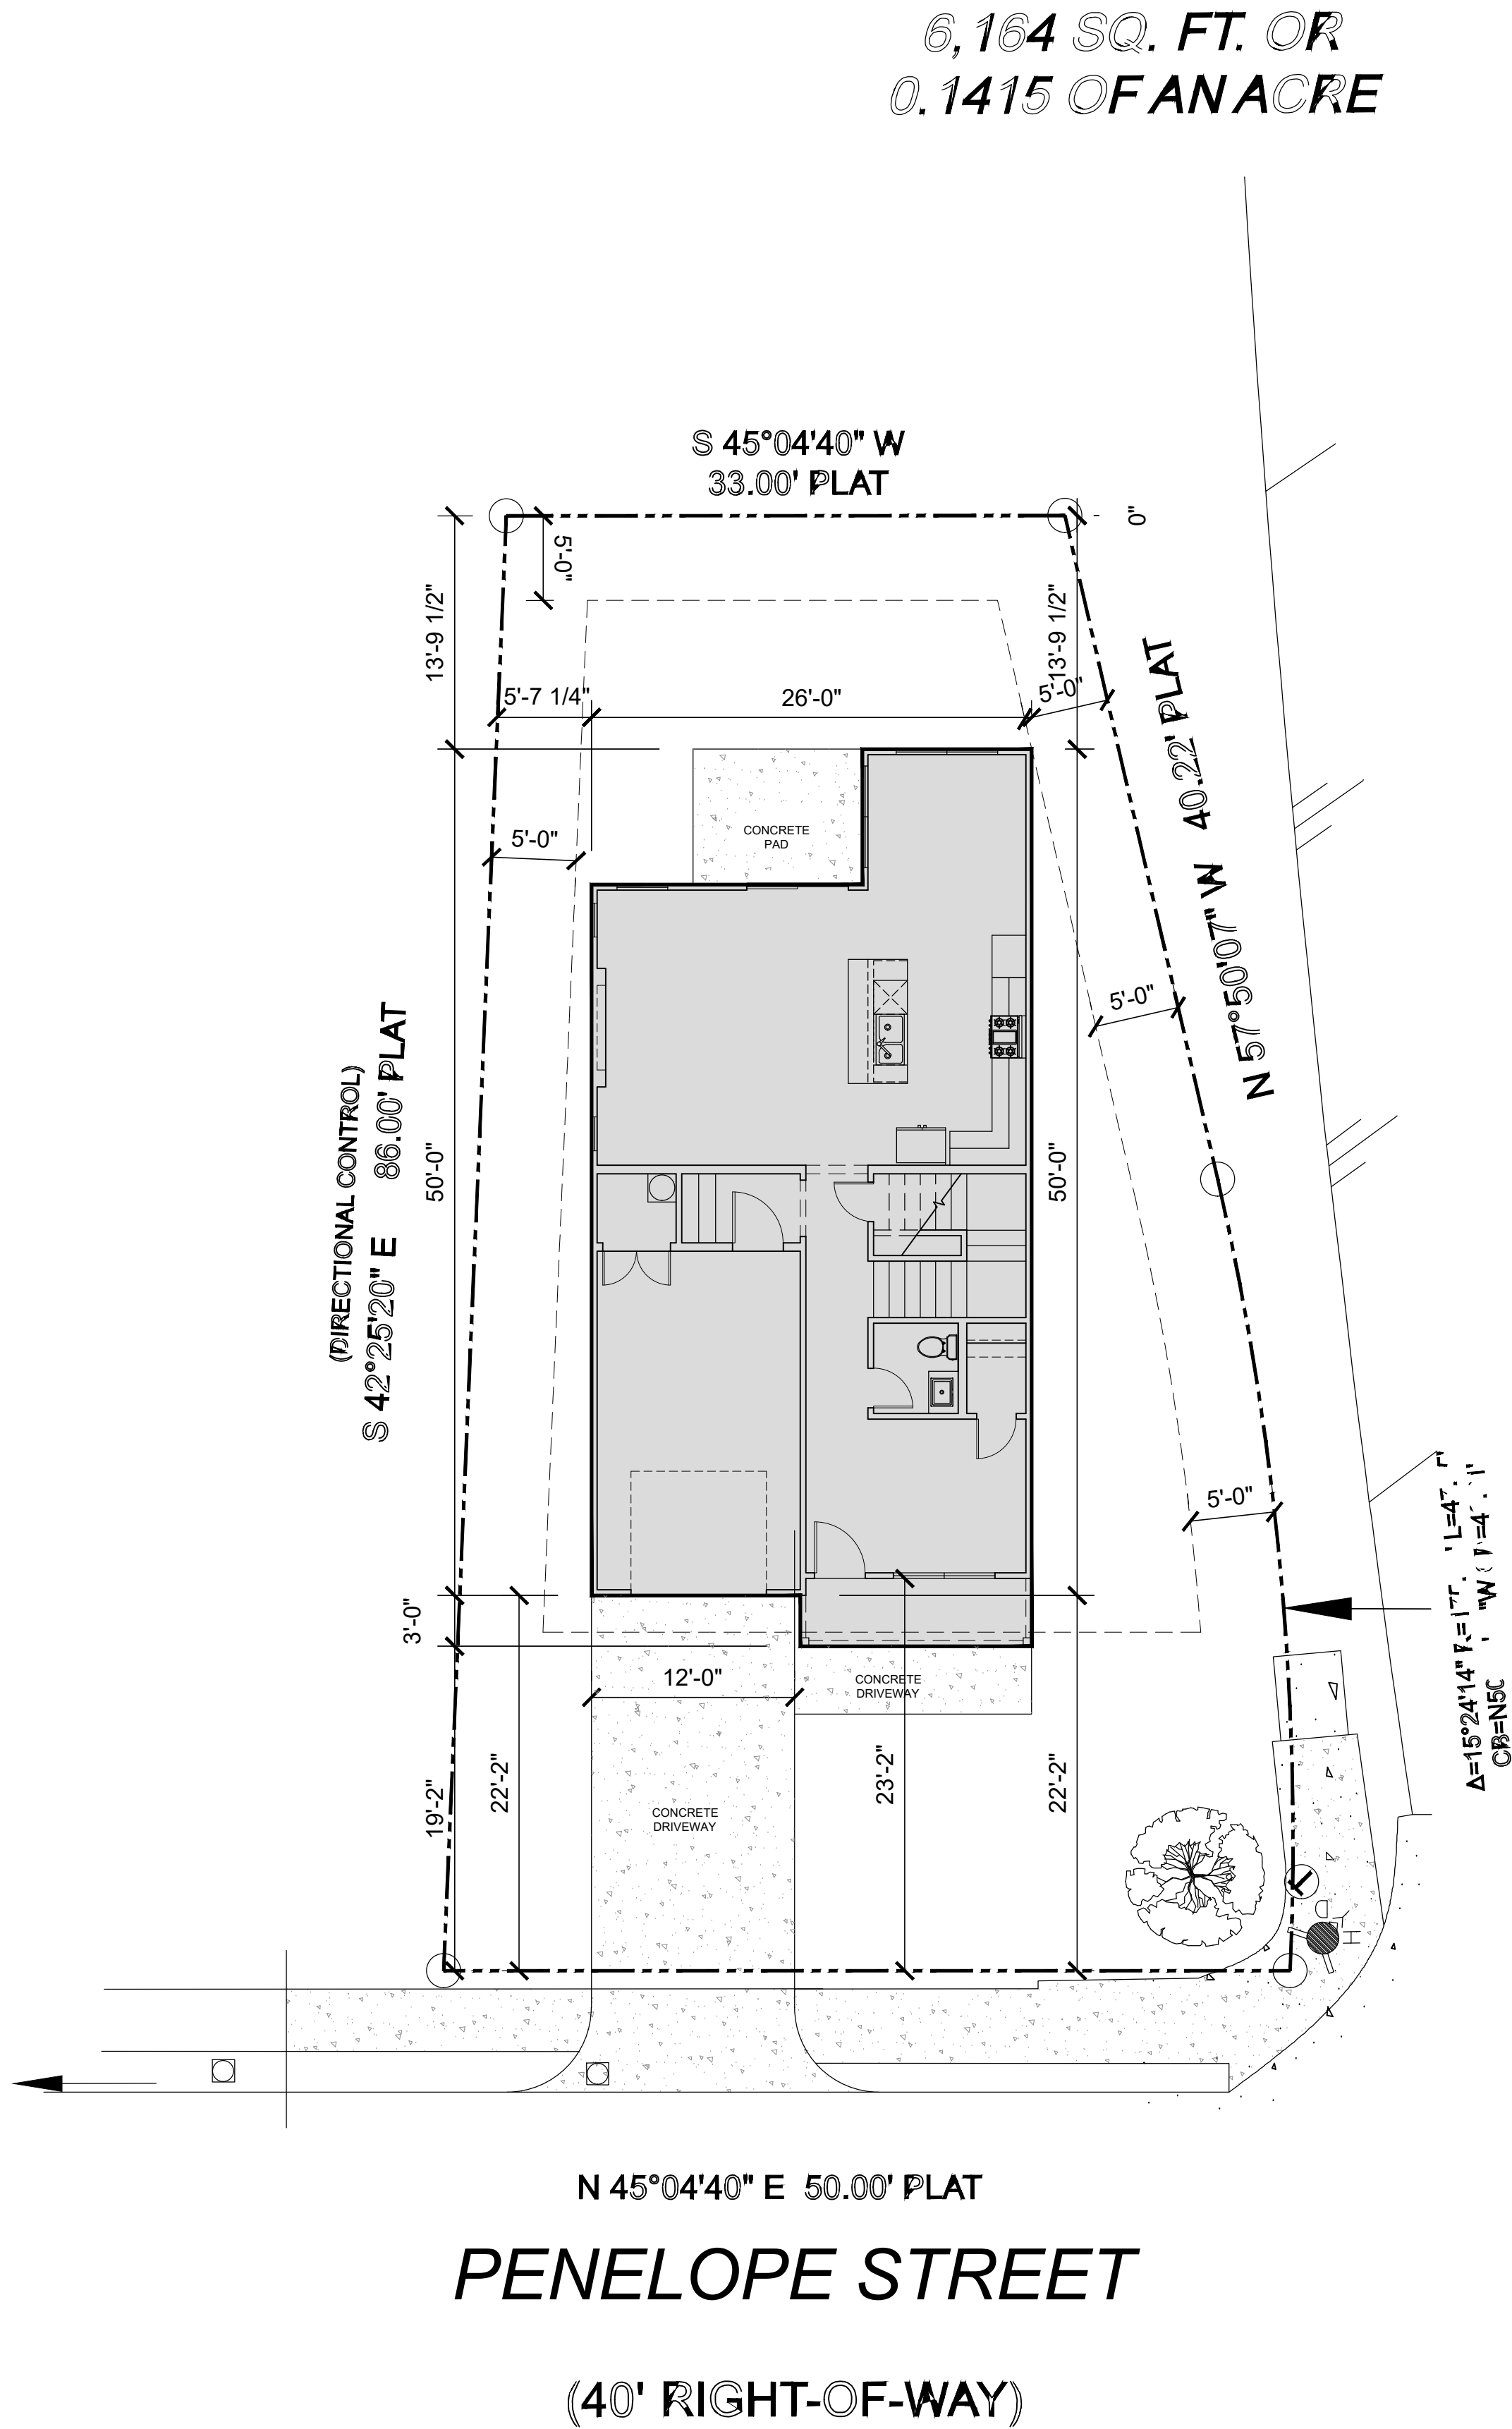 6,164 SQ. FT. OR
0.1415 OF AN ACRE
S 45°04'40" W
33.00' PLAT
0"
5'-0"
13'-9 1/2"
13'-9 1/2"
5'-7 1/4"
26'-0"
5'-0"
N 57°50'07" W 40.22' PLAT
CONCRETE
PAD
5'-0"
5'-0"
(DIRECTIONAL CONTROL)
S 42°25'20" E 86.00' PLAT
50'-0"
50'-0"
5'-0"
3'-0"
12'-0"
CONCRETE
DRIVEWAY
19'-2"
22'-2"
CONCRETE
DRIVEWAY
23'-2"
22'-2"
Δ=15°24'14"
HYD
N 45°04'40" E 50.00' PLAT
PENELOPE STREET
(40' RIGHT-OF-WAY)